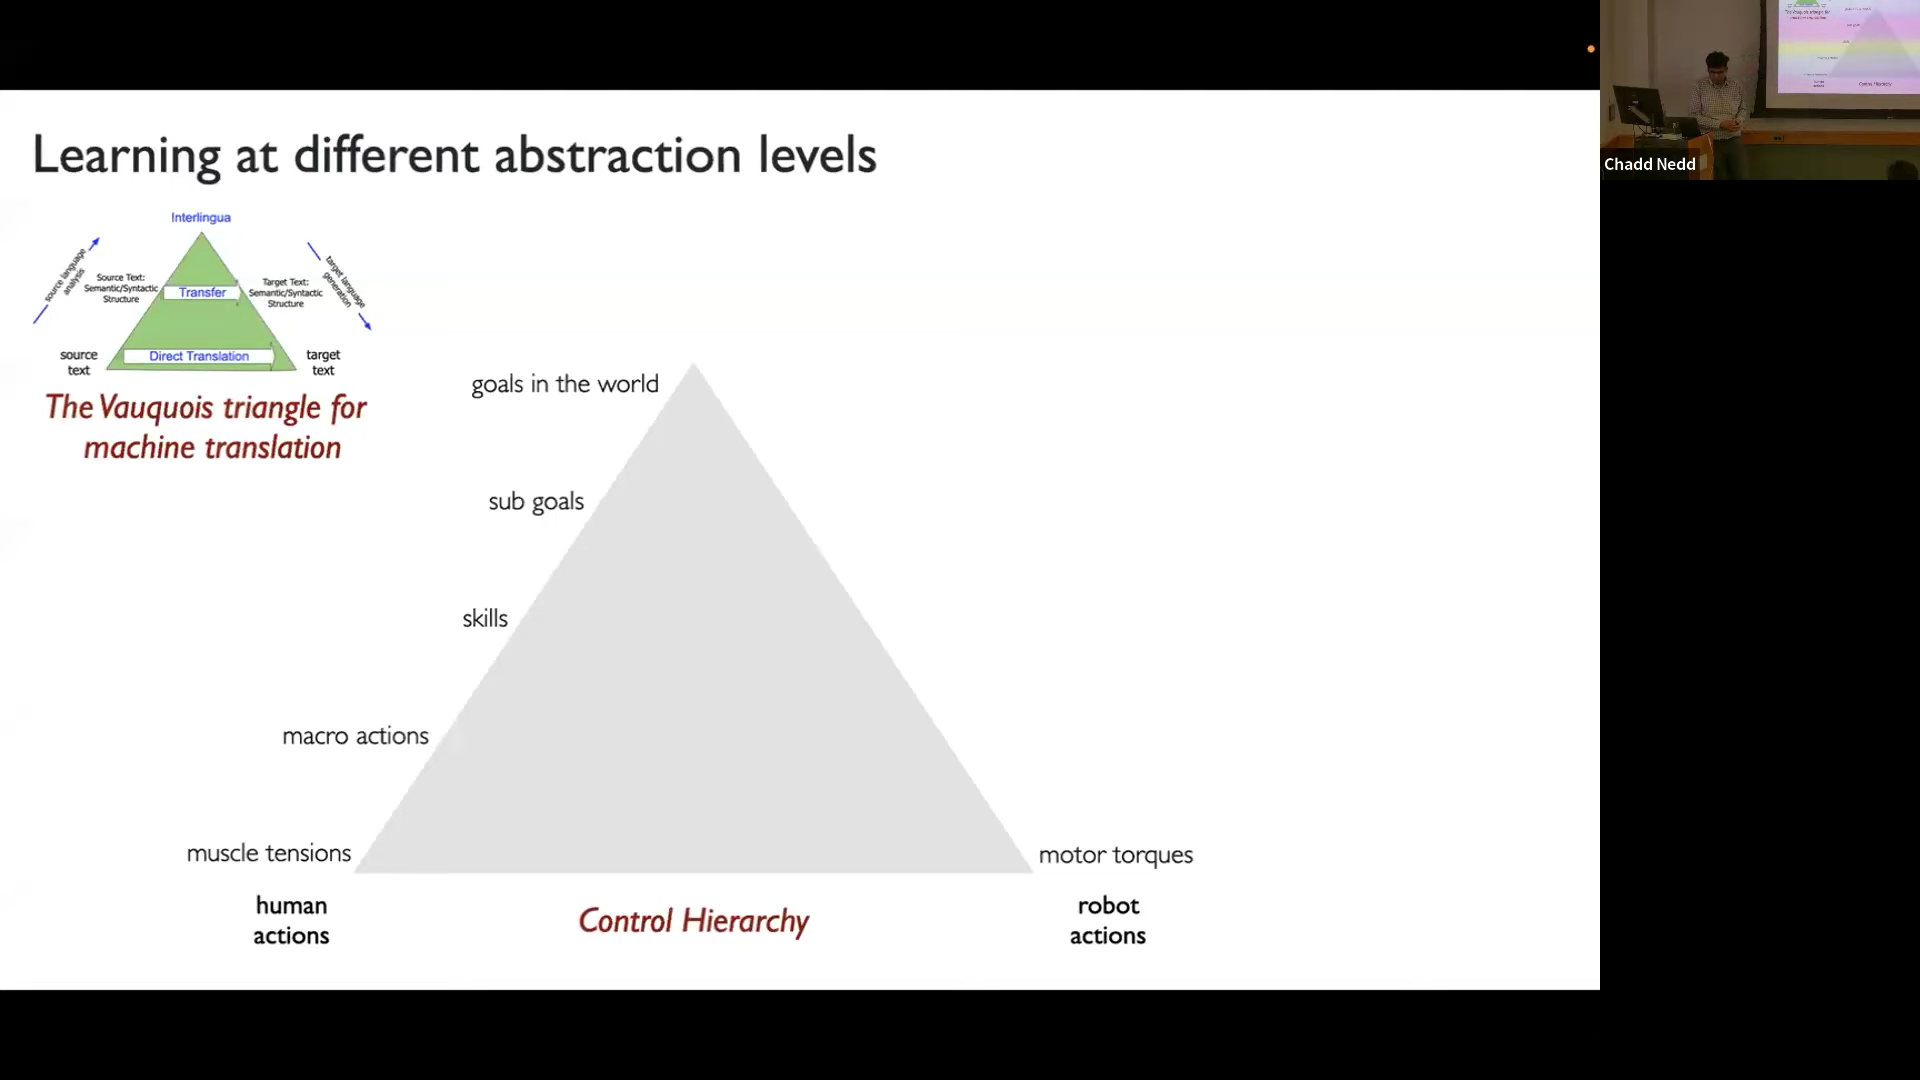 Learning at different abstraction levels
Interlingua
source language
analysis
Source Text:
Semantic/Syntactic
Structure
Transfer
Target Text:
Semantic/Syntactic
Structure
target language
generation
source
text
Direct Translation
target
text
The Vauquois triangle for
machine translation
goals in the world
sub goals
skills
macro actions
muscle tensions
motor torques
human
actions
Control Hierarchy
robot
actions
Chadd Nedd